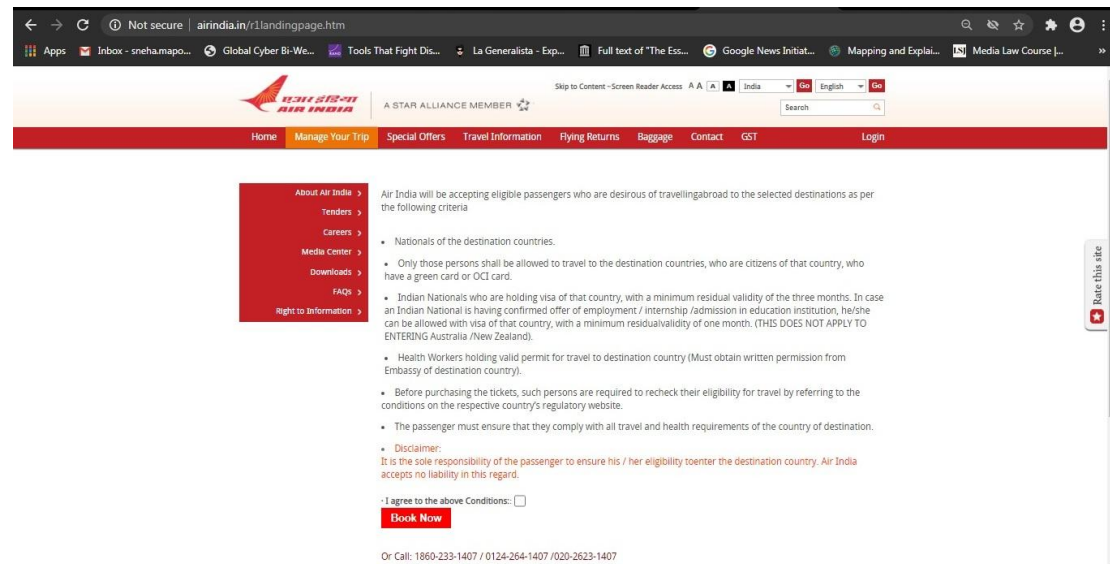 Not secure | airindia.in/r1landingpage.htm
Apps Inbox - sneha.mapo... Global Cyber Bi-We... Tools That Fight Dis... La Generalista - Exp... Full text of "The Ess... Google News Initiat... Mapping and Explai... LSJ Media Law Course |... »
Skip to Content -Screen Reader Access A A A A India Go English Go
एअर इंडिया
AIR INDIA
A STAR ALLIANCE MEMBER
Search
Home Manage Your Trip Special Offers Travel Information Flying Returns Baggage Contact GST Login
About Air India >
Tenders >
Careers >
Media Center >
Downloads >
FAQs >
Right to Information >
Air India will be accepting eligible passengers who are desirous of travellingabroad to the selected destinations as per
the following criteria
• Nationals of the destination countries.
• Only those persons shall be allowed to travel to the destination countries, who are citizens of that country, who
have a green card or OCI card.
• Indian Nationals who are holding visa of that country, with a minimum residual validity of the three months. In case
an Indian National is having confirmed offer of employment / internship /admission in education institution, he/she
can be allowed with visa of that country, with a minimum residualvalidity of one month. (THIS DOES NOT APPLY TO
ENTERING Australia /New Zealand).
• Health Workers holding valid permit for travel to destination country (Must obtain written permission from
Embassy of destination country).
• Before purchasing the tickets, such persons are required to recheck their eligibility for travel by referring to the
conditions on the respective country's regulatory website.
• The passenger must ensure that they comply with all travel and health requirements of the country of destination.
• Disclaimer:
It is the sole responsibility of the passenger to ensure his / her eligibility toenter the destination country. Air India
accepts no liability in this regard.
· I agree to the above Conditions::
Book Now
Or Call: 1860-233-1407 / 0124-264-1407 /020-2623-1407
Rate this site